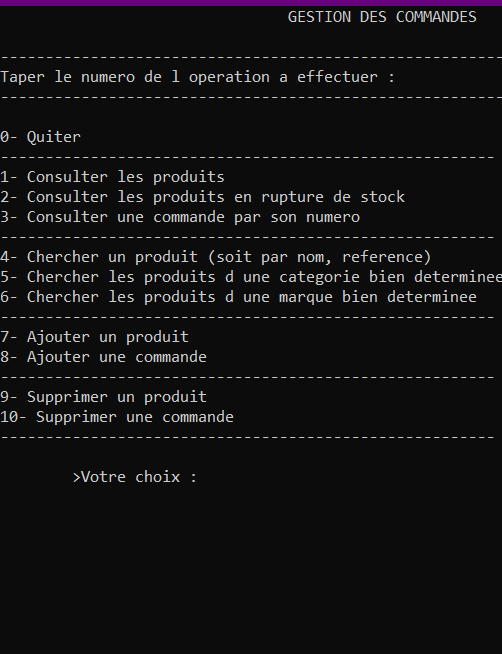 GESTION DES COMMANDES
--------------------------------------------------------
Taper le numero de l operation a effectuer :
--------------------------------------------------------
0- Quiter
-------------------------------------------------------
1- Consulter les produits
2- Consulter les produits en rupture de stock
3- Consulter une commande par son numero
-------------------------------------------------------
4- Chercher un produit (soit par nom, reference)
5- Chercher les produits d une categorie bien determinee
6- Chercher les produits d une marque bien determinee
-------------------------------------------------------
7- Ajouter un produit
8- Ajouter une commande
-------------------------------------------------------
9- Supprimer un produit
10- Supprimer une commande
-------------------------------------------------------
>Votre choix :